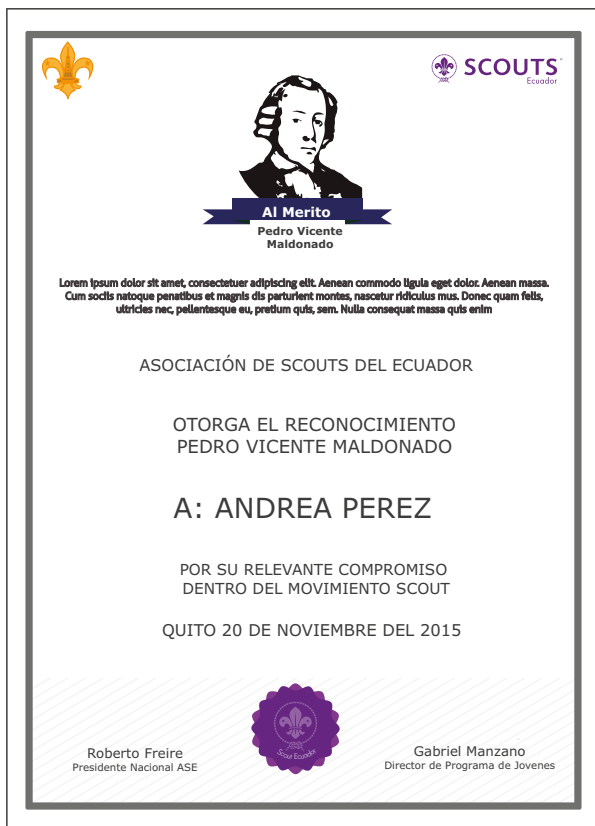 SCOUTS
Ecuador
Al Merito
Pedro Vicente
Maldonado
Lorem ipsum dolor sit amet, consectetuer adipiscing elit. Aenean commodo ligula eget dolor. Aenean massa.
Cum sociis natoque penatibus et magnis dis parturient montes, nascetur ridiculus mus. Donec quam felis,
ultricies nec, pellentesque eu, pretium quis, sem. Nulla consequat massa quis enim
ASOCIACIÓN DE SCOUTS DEL ECUADOR
OTORGA EL RECONOCIMIENTO
PEDRO VICENTE MALDONADO
A: ANDREA PEREZ
POR SU RELEVANTE COMPROMISO
DENTRO DEL MOVIMIENTO SCOUT
QUITO 20 DE NOVIEMBRE DEL 2015
Scout Ecuador
Roberto Freire
Presidente Nacional ASE
Gabriel Manzano
Director de Programa de Jovenes